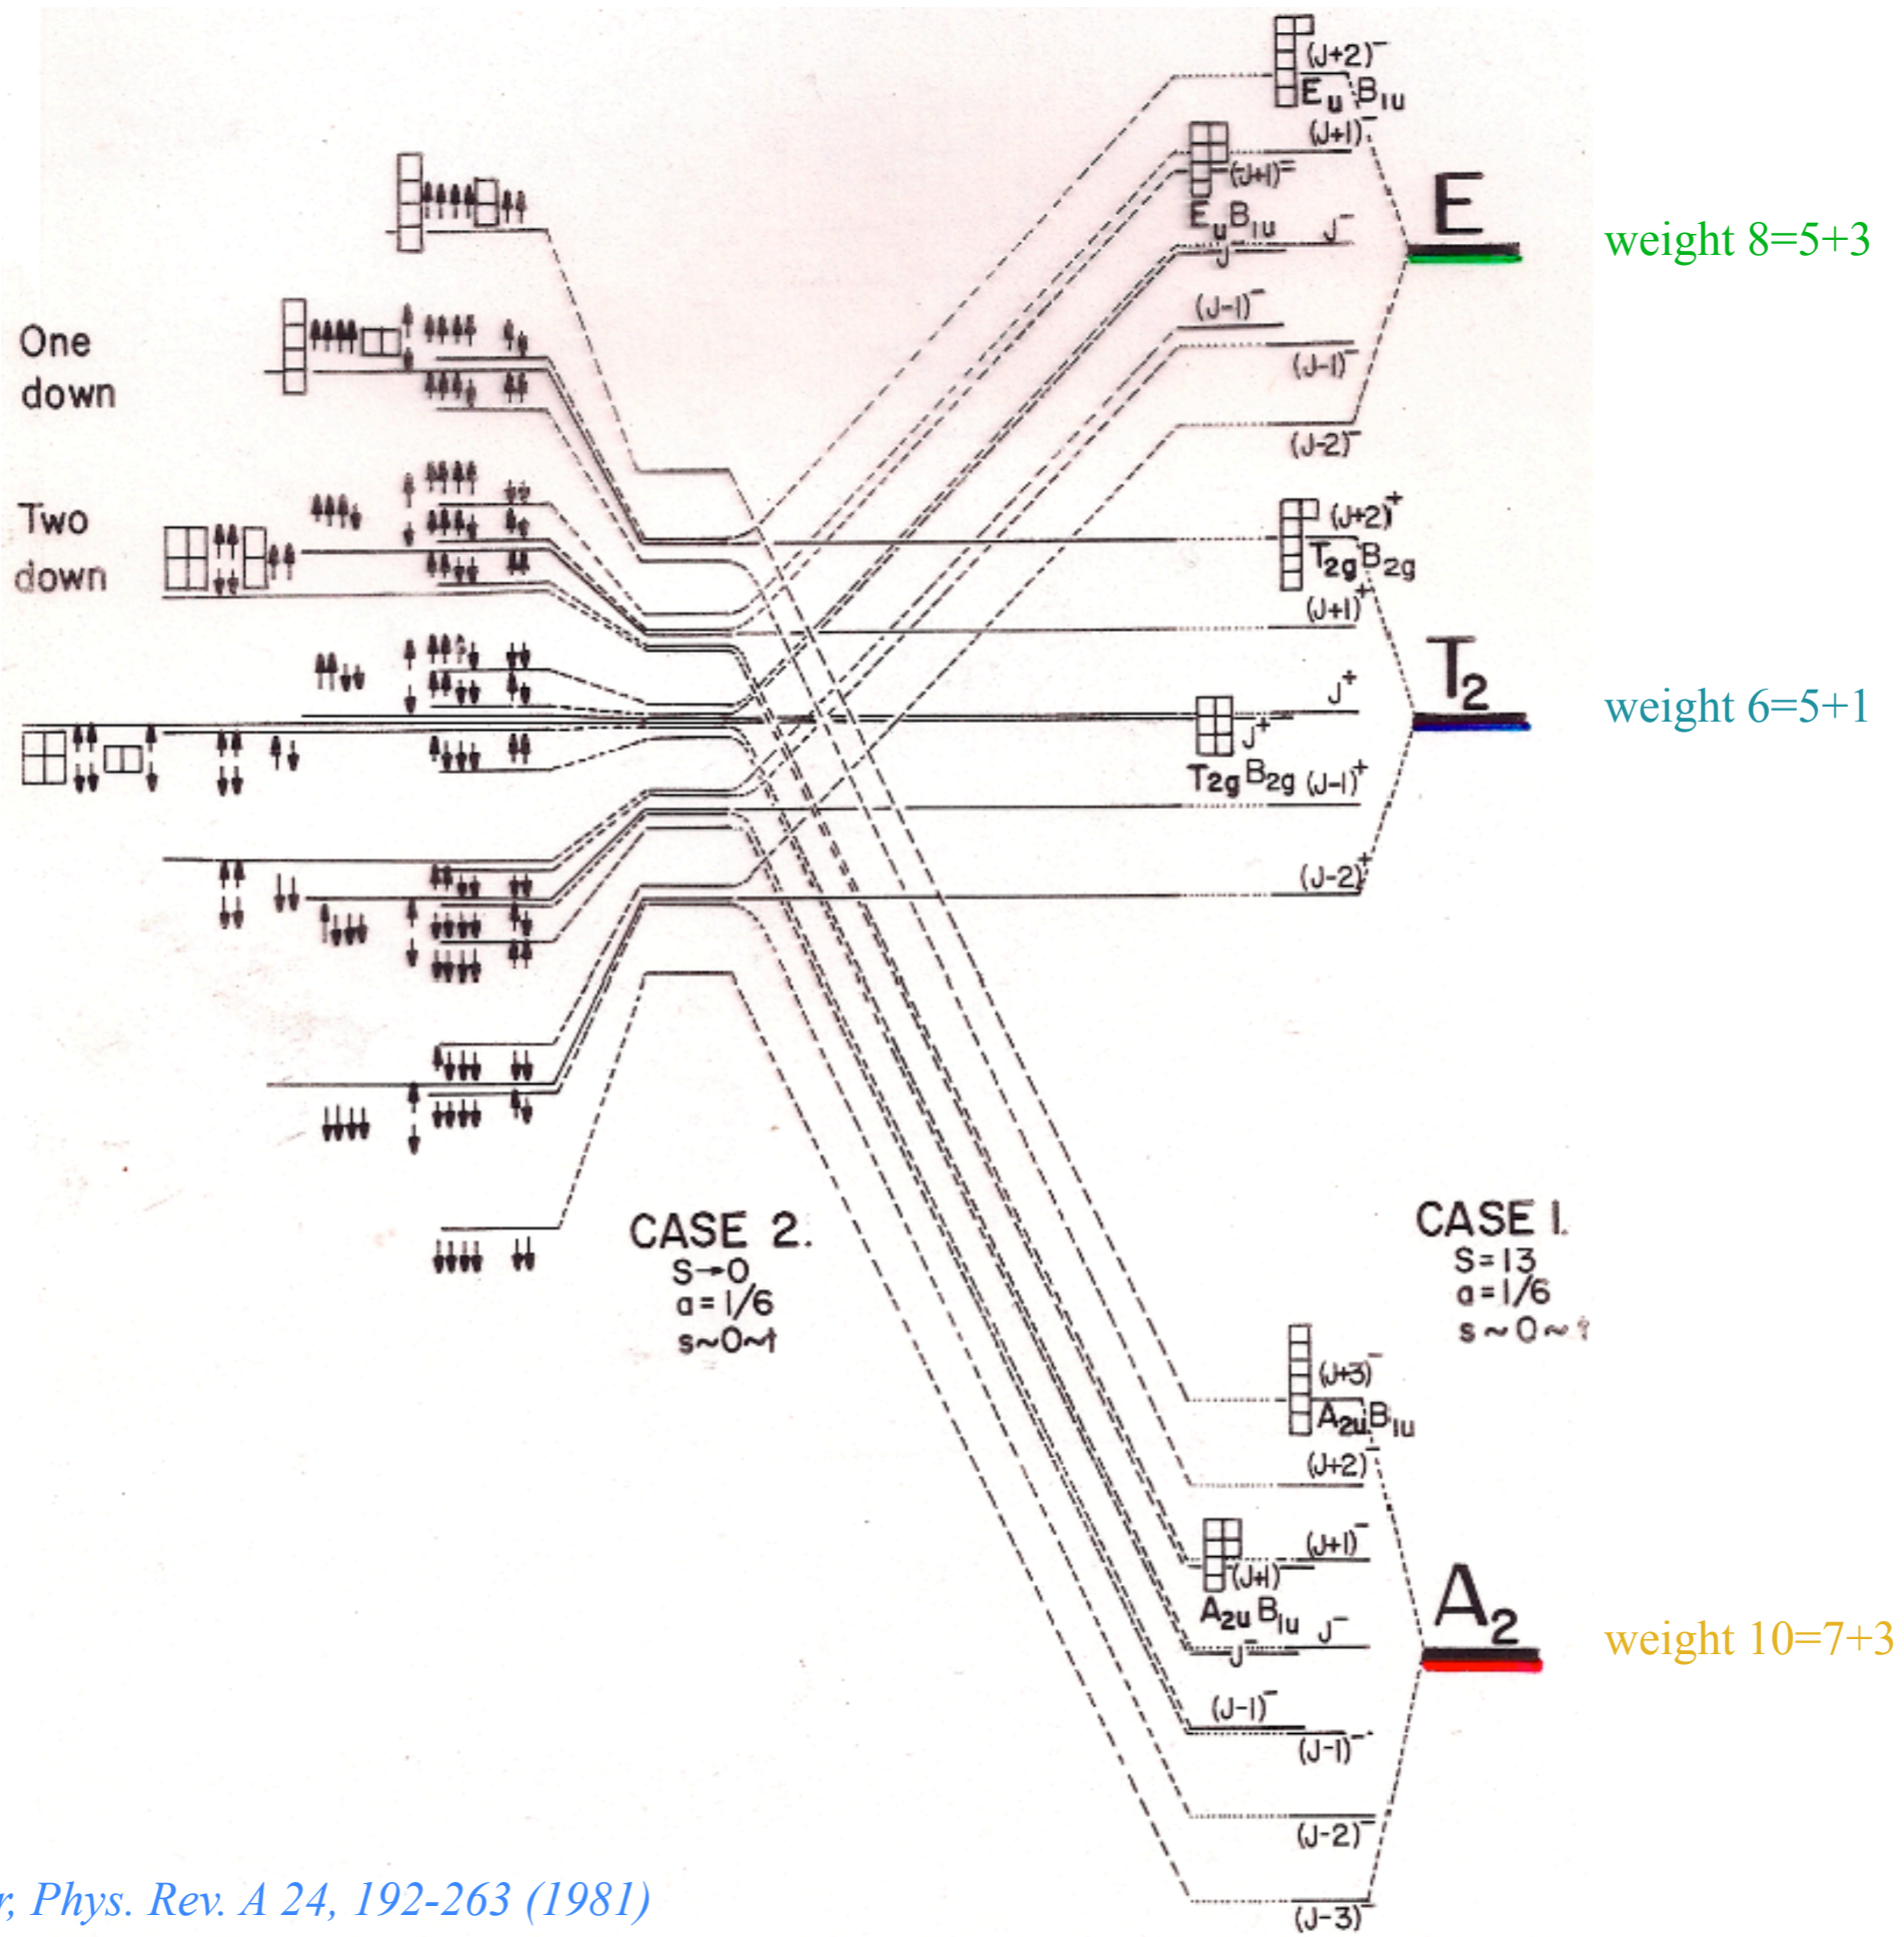 (J+2)⁻
E_u B_1u
(J+1)⁻
(J+1)⁼
E
E_u B_1u
J⁻
weight 8=5+3
J⁻
One
down
(J-1)⁻
(J-1)⁻
(J-2)⁻
Two
down
(J+2)⁺
T_2g B_2g
(J+1)⁺
T₂
J⁺
weight 6=5+1
J⁺
T_2g B_2g (J-1)⁺
(J-2)⁺
CASE 2.
S→0
a=1/6
s~0~t
CASE 1.
S=13
a=1/6
s~0~
(J+3)⁻
A_2u B_1u
(J+2)⁻
(J+1)⁻
(J+1)
A₂
A_2u B_1u
J⁻
weight 10=7+3
J⁻
(J-1)⁻
(J-1)⁻
(J-2)⁻
(J-3)⁻
r, Phys. Rev. A 24, 192-263 (1981)